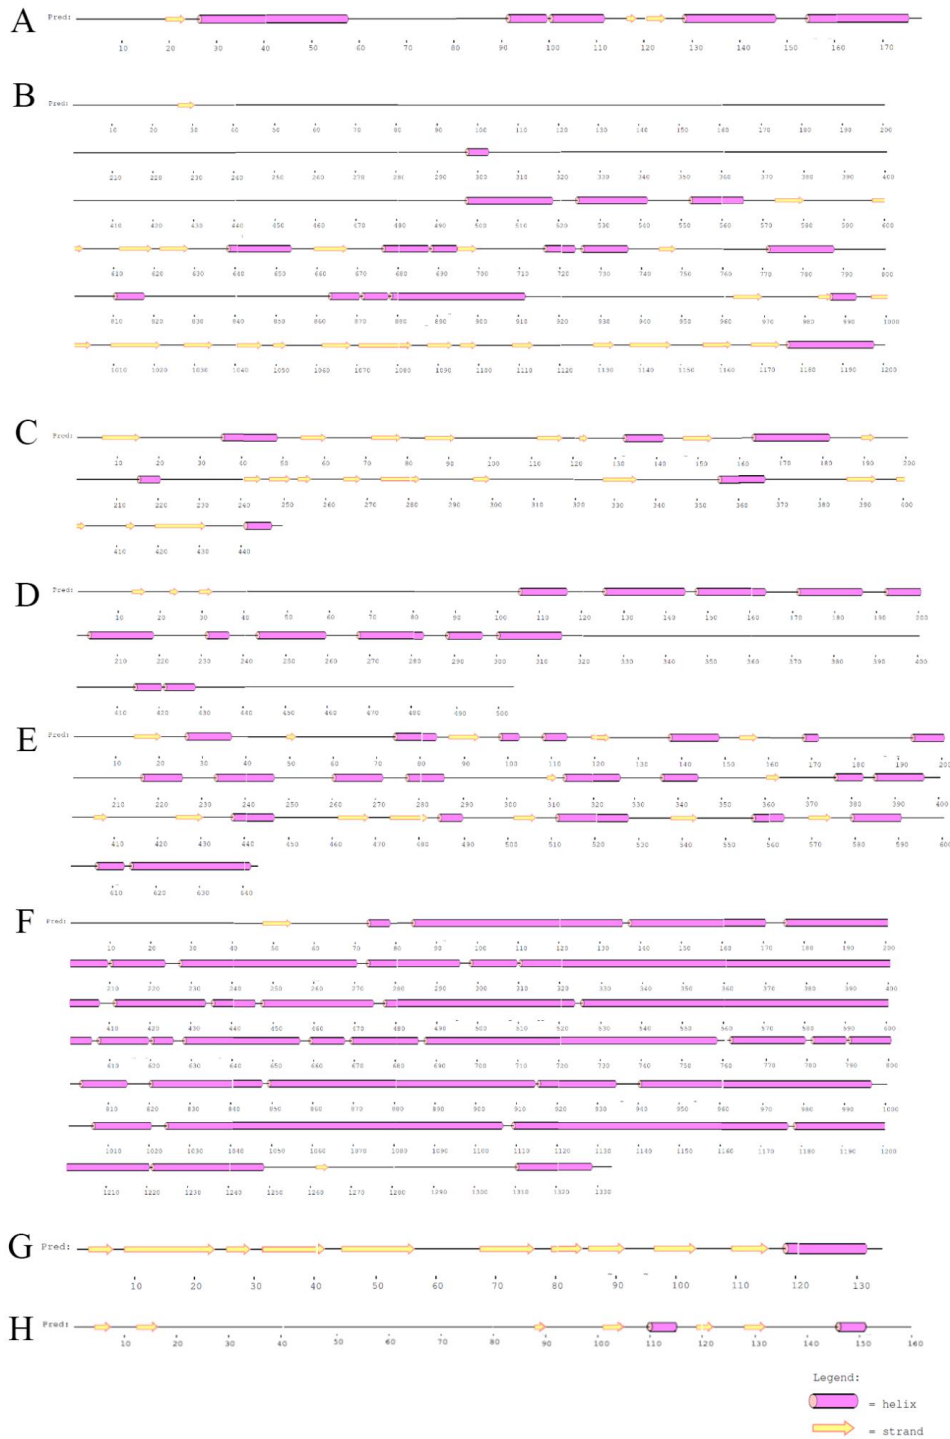 A Pred:
10 20 30 40 50 60 70 80 90 100 110 120 130 140 150 160 170
B Pred:
10 20 30 40 50 60 70 80 90 100 110 120 130 140 150 160 170 180 190 200
210 220 230 240 250 260 270 280 290 300 310 320 330 340 350 360 370 380 390 400
410 420 430 440 450 460 470 480 490 500 510 520 530 540 550 560 570 580 590 600
610 620 630 640 650 660 670 680 690 700 710 720 730 740 750 760 770 780 790 800
810 820 830 840 850 860 870 880 890 900 910 920 930 940 950 960 970 980 990 1000
1010 1020 1030 1040 1050 1060 1070 1080 1090 1100 1110 1120 1130 1140 1150 1160 1170 1180 1190 1200
C Pred:
10 20 30 40 50 60 70 80 90 100 110 120 130 140 150 160 170 180 190 200
210 220 230 240 250 260 270 280 290 300 310 320 330 340 350 360 370 380 390 600
410 420 430 440
D Pred:
10 20 30 40 50 60 70 80 90 100 110 120 130 140 150 160 170 180 190 200
210 220 230 240 250 260 270 280 290 300 310 320 330 340 350 360 370 380 390 400
410 420 430 440 450 460 470 480 490 500
E Pred:
10 20 30 40 50 60 70 80 90 100 110 120 130 140 150 160 170 180 190 200
210 220 230 240 250 260 270 280 290 300 310 320 330 340 350 360 370 380 390 400
410 420 430 440 450 460 470 480 490 500 510 520 530 540 550 560 570 580 590 600
610 620 630 640
F Pred:
10 20 30 40 50 60 70 80 90 100 110 120 130 140 150 160 170 180 190 200
210 220 230 240 250 260 270 280 290 300 310 320 330 340 350 360 370 380 390 400
410 420 430 440 450 460 470 480 490 500 510 520 530 540 550 560 570 580 590 600
610 620 630 640 650 660 670 680 690 700 710 720 730 740 750 760 770 780 790 800
810 820 830 840 850 860 870 880 890 900 910 920 930 940 950 960 970 980 990 1000
1010 1020 1030 1040 1050 1060 1070 1080 1090 1100 1110 1120 1130 1140 1150 1160 1170 1180 1190 1200
1210 1220 1230 1240 1250 1260 1270 1280 1290 1300 1310 1320 1330
G Pred:
10 20 30 40 50 60 70 80 90 100 110 120 130
H Pred:
10 20 30 40 50 60 70 80 90 100 110 120 130 140 150 160
Legend:
= helix
= strand